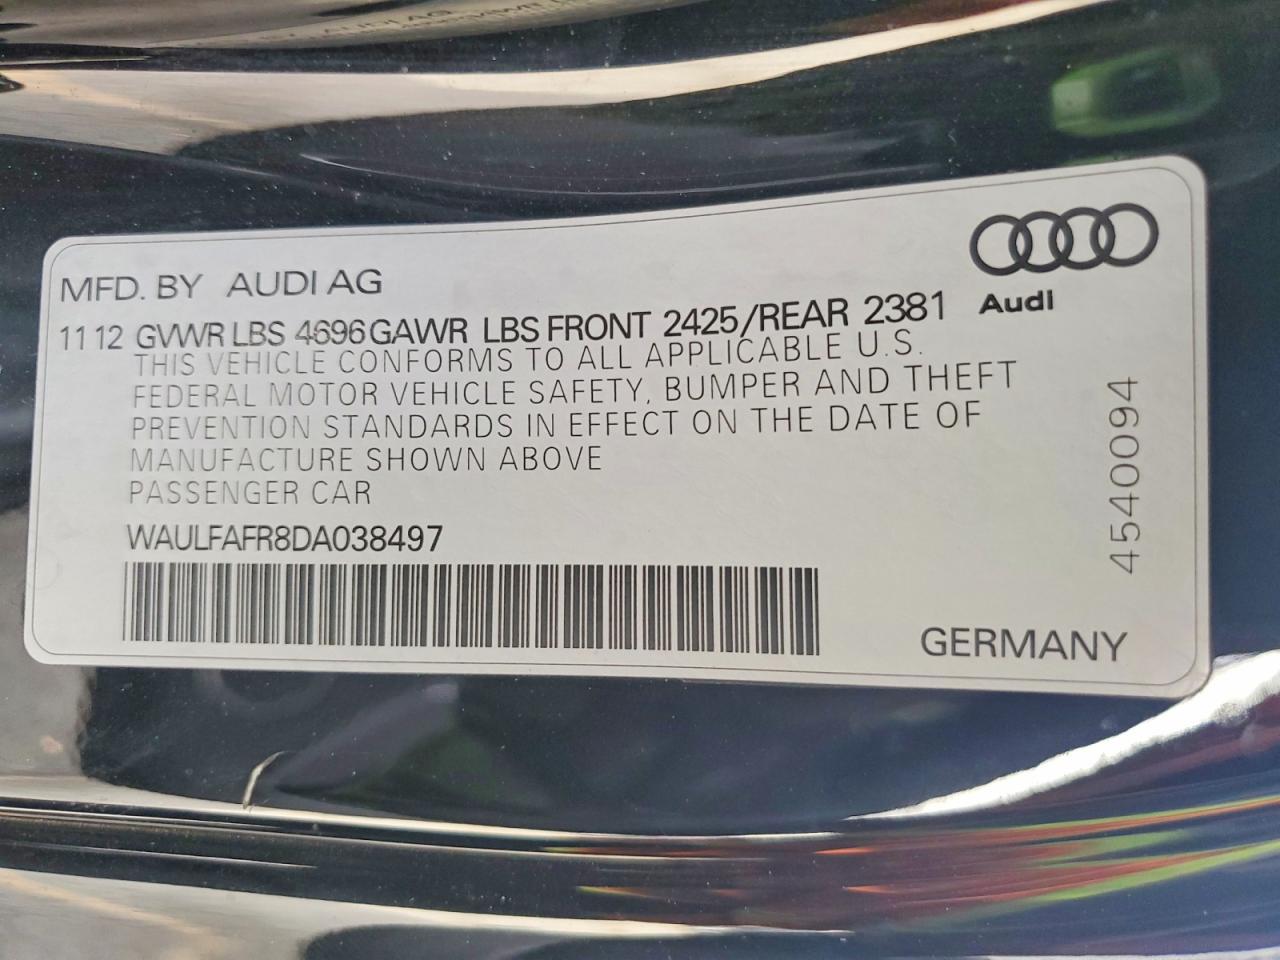 MFD. BY AUDI AG
Audi
11 12 GVWR LBS 4696 GAWR LBS FRONT 2425/REAR 2381
THIS VEHICLE CONFORMS TO ALL APPLICABLE U.S.
FEDERAL MOTOR VEHICLE SAFETY, BUMPER AND THEFT
PREVENTION STANDARDS IN EFFECT ON THE DATE OF
MANUFACTURE SHOWN ABOVE
PASSENGER CAR
WAULFAFR8DA038497
4540094
GERMANY